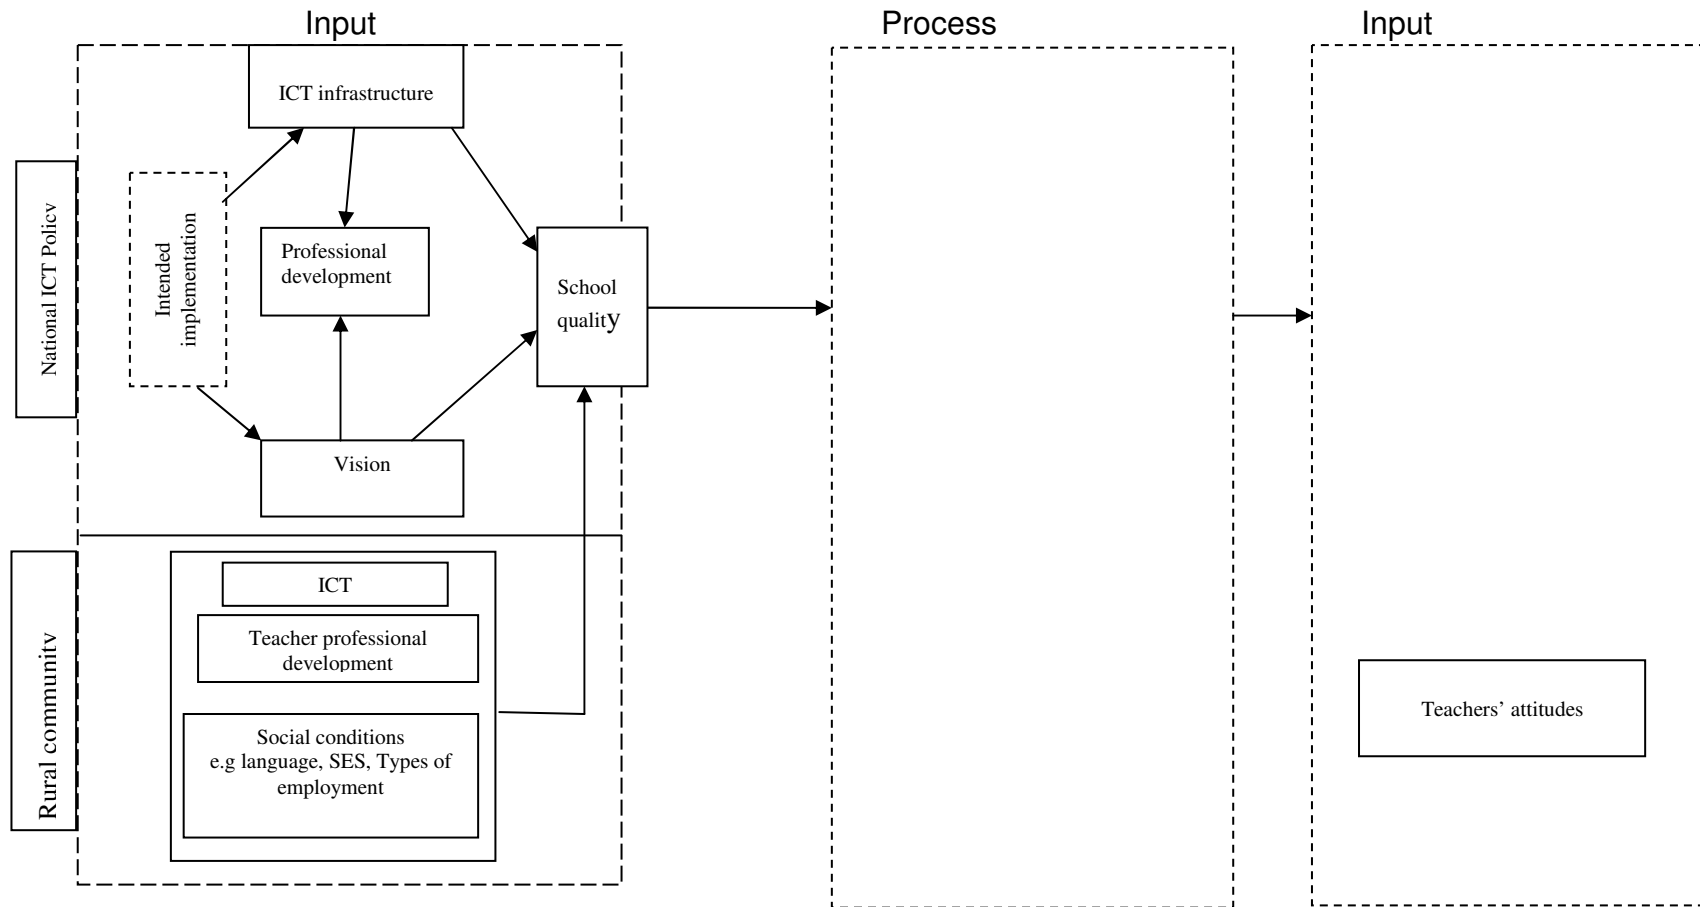 Input
Process
Input
ICT infrastructure
National ICT Policy
Intended
implementation
Professional
development
School
quality
Vision
Rural community
ICT
Teacher professional
development
Social conditions
e.g language, SES, Types of
employment
Teachers’ attitudes